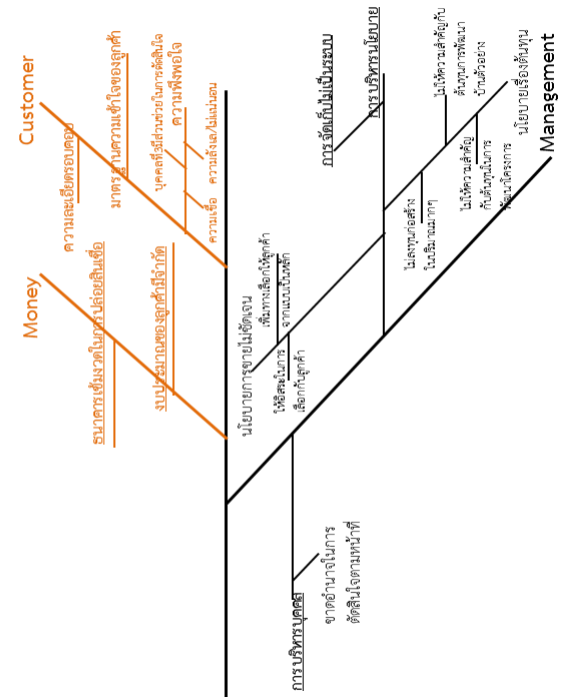 Money
ธนาคารเข้มงวดในการปล่อยสินเชื่อ
งบประมาณของลูกค้ามีจำกัด
Customer
ความละเอียดรอบคอบ
มาตรฐานความเข้าใจของลูกค้า
บุคคลที่3มีส่วนช่วยในการตัดสินใจ
ความพึงพอใจ
ความเชื่อ
ความลังเล/ไม่แน่นอน
นโยบายการขายไม่ชัดเจน
เพิ่มทางเลือกให้ลูกค้า
จากแบบเป็นหลัก
ให้อิสระในการ
เลือกกับลูกค้า
การบริหารบุคคล
ขาดอำนาจในการ
ตัดสินใจตามหน้าที่
การจัดเก็บไม่เป็นระบบ
การบริหารนโยบาย
ไม่ลงทุนก่อสร้าง
ในปริมาณมากๆ
ไม่ให้ความสำคัญกับ
ต้นทุนการพัฒนา
บ้านตัวอย่าง
ไม่ให้ความสำคัญ
กับต้นทุนในการ
พัฒนาโครงการ
นโยบายเรื่องต้นทุน
Management